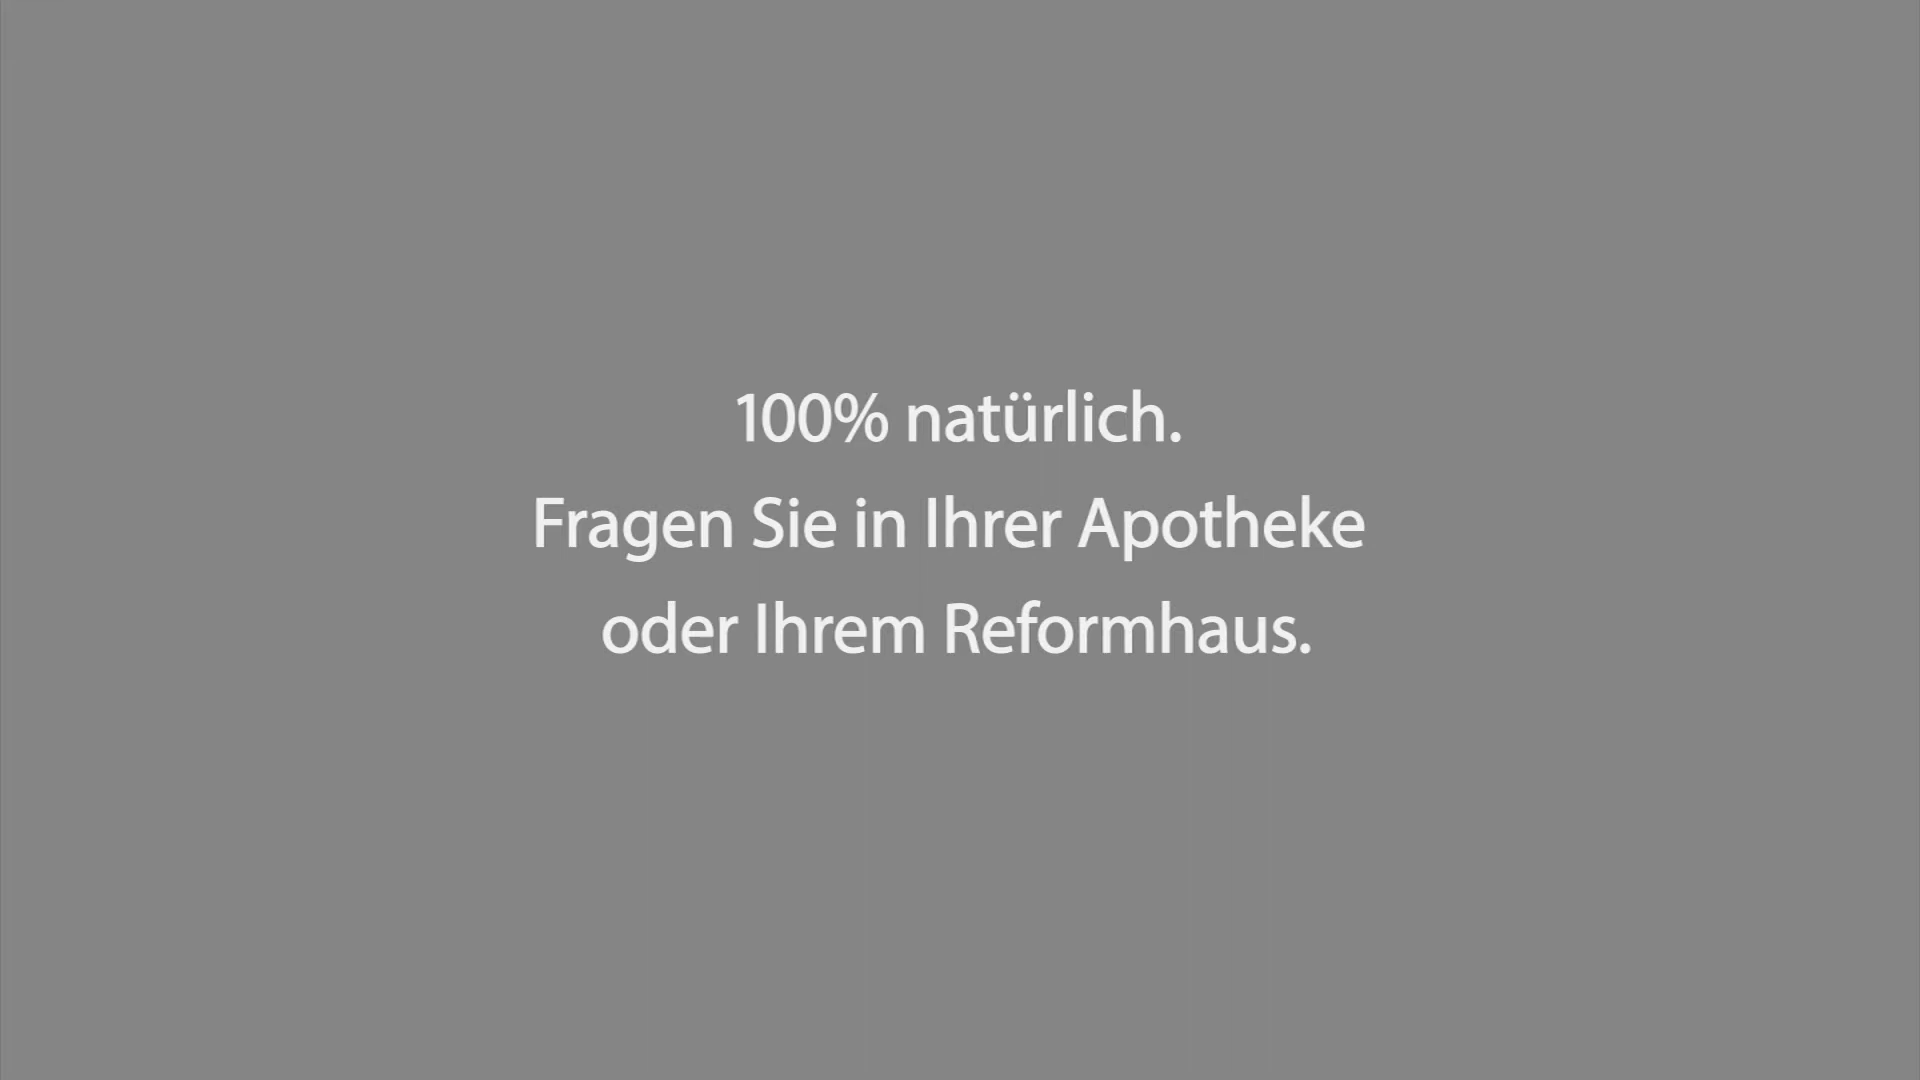 100% natürlich.
Fragen Sie in Ihrer Apotheke
oder Ihrem Reformhaus.